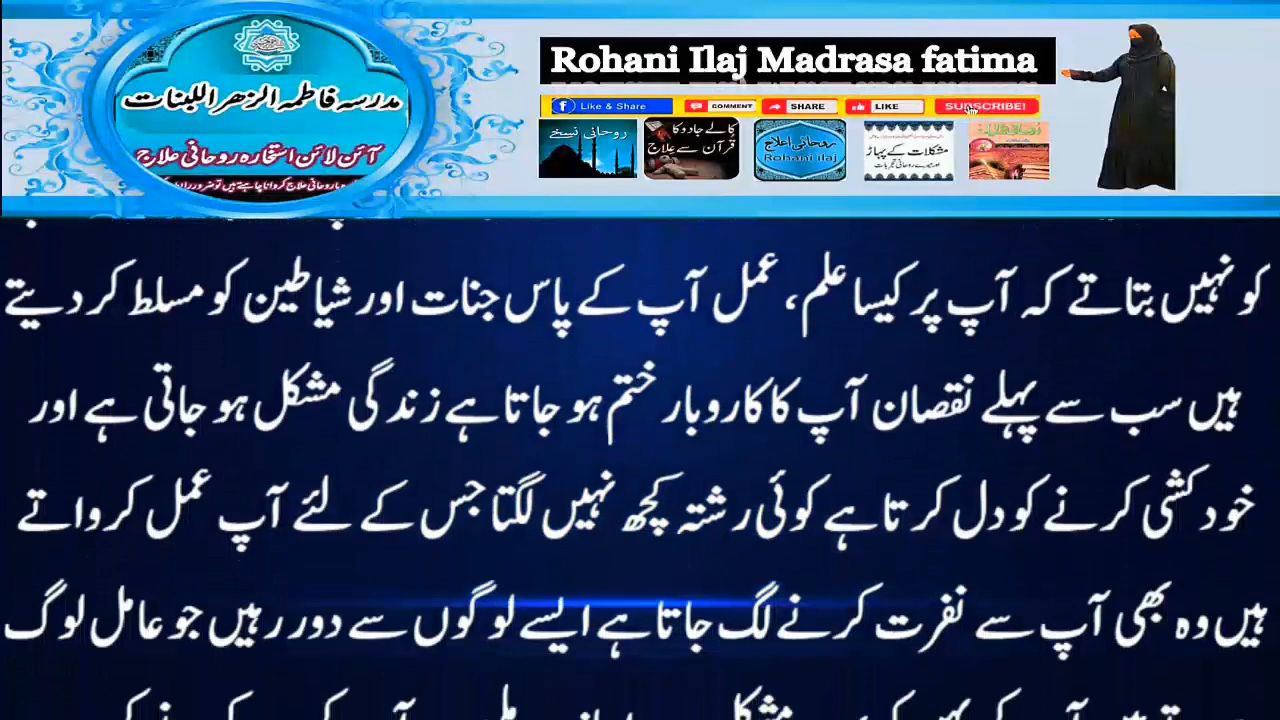 مدرسہ فاطمہ الزھرا للبنات
آئن لائن استخارہ روحانی علاج
Rohani Ilaj Madrasa fatima
Like & Share
COMMENT
SHARE
LIKE
SUBSCRIBE!
روحانی نسخے
کالے جادو کا
قرآن سے علاج
روحانی علاج
Rohani Ilaj
مشکلات کے پہاڑ
کو نہیں بتاتے کہ آپ پر کیسا علم، عمل آپ کے پاس جنات اور شیاطین کو مسلط کر دیتے
ہیں سب سے پہلے نقصان آپ کا کاروبار ختم ہو جاتا ہے زندگی مشکل ہو جاتی ہے اور
خود کشی کرنے کو دل کرتا ہے کوئی رشتہ کچھ نہیں لگتا جس کے لئے آپ عمل کرواتے
ہیں وہ بھی آپ سے نفرت کرنے لگ جاتا ہے ایسے لوگوں سے دور رہیں جو عامل لوگ